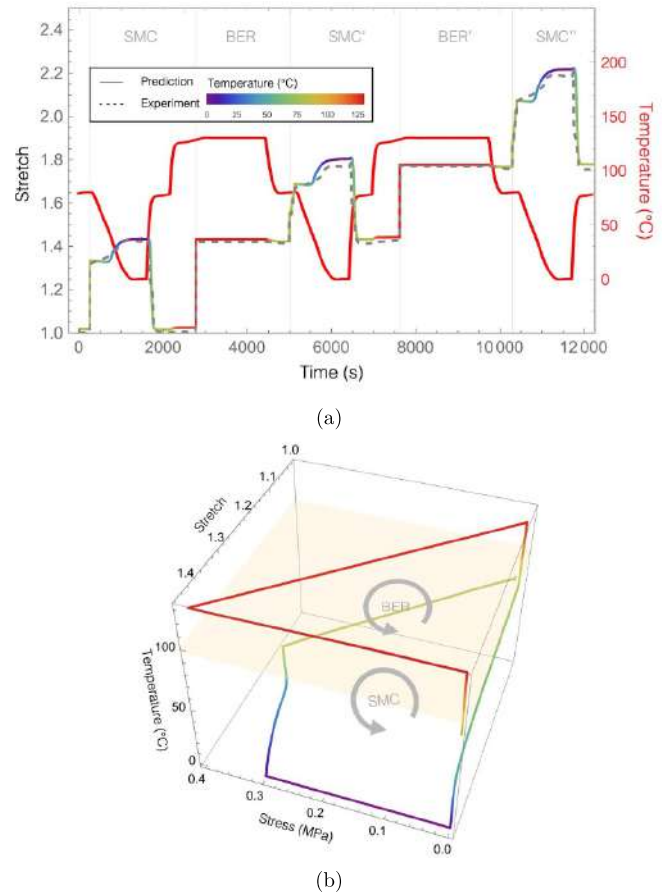 SMC BER SMC' BER' SMC''
2.4
2.2
2.0
1.8
1.6
1.4
1.2
1.0
Stretch
Prediction
Experiment
Temperature (°C)
0 25 50 75 100 125
200
150
100
50
0
Temperature (°C)
0 2000 4000 6000 8000 10000 12000
Time (s)
(a)
1.0
1.1
1.2
1.3
1.4
Stretch
BER
SMC
100
50
0
Temperature (°C)
0.4 0.3 0.2 0.1 0.0
Stress (MPa)
(b)